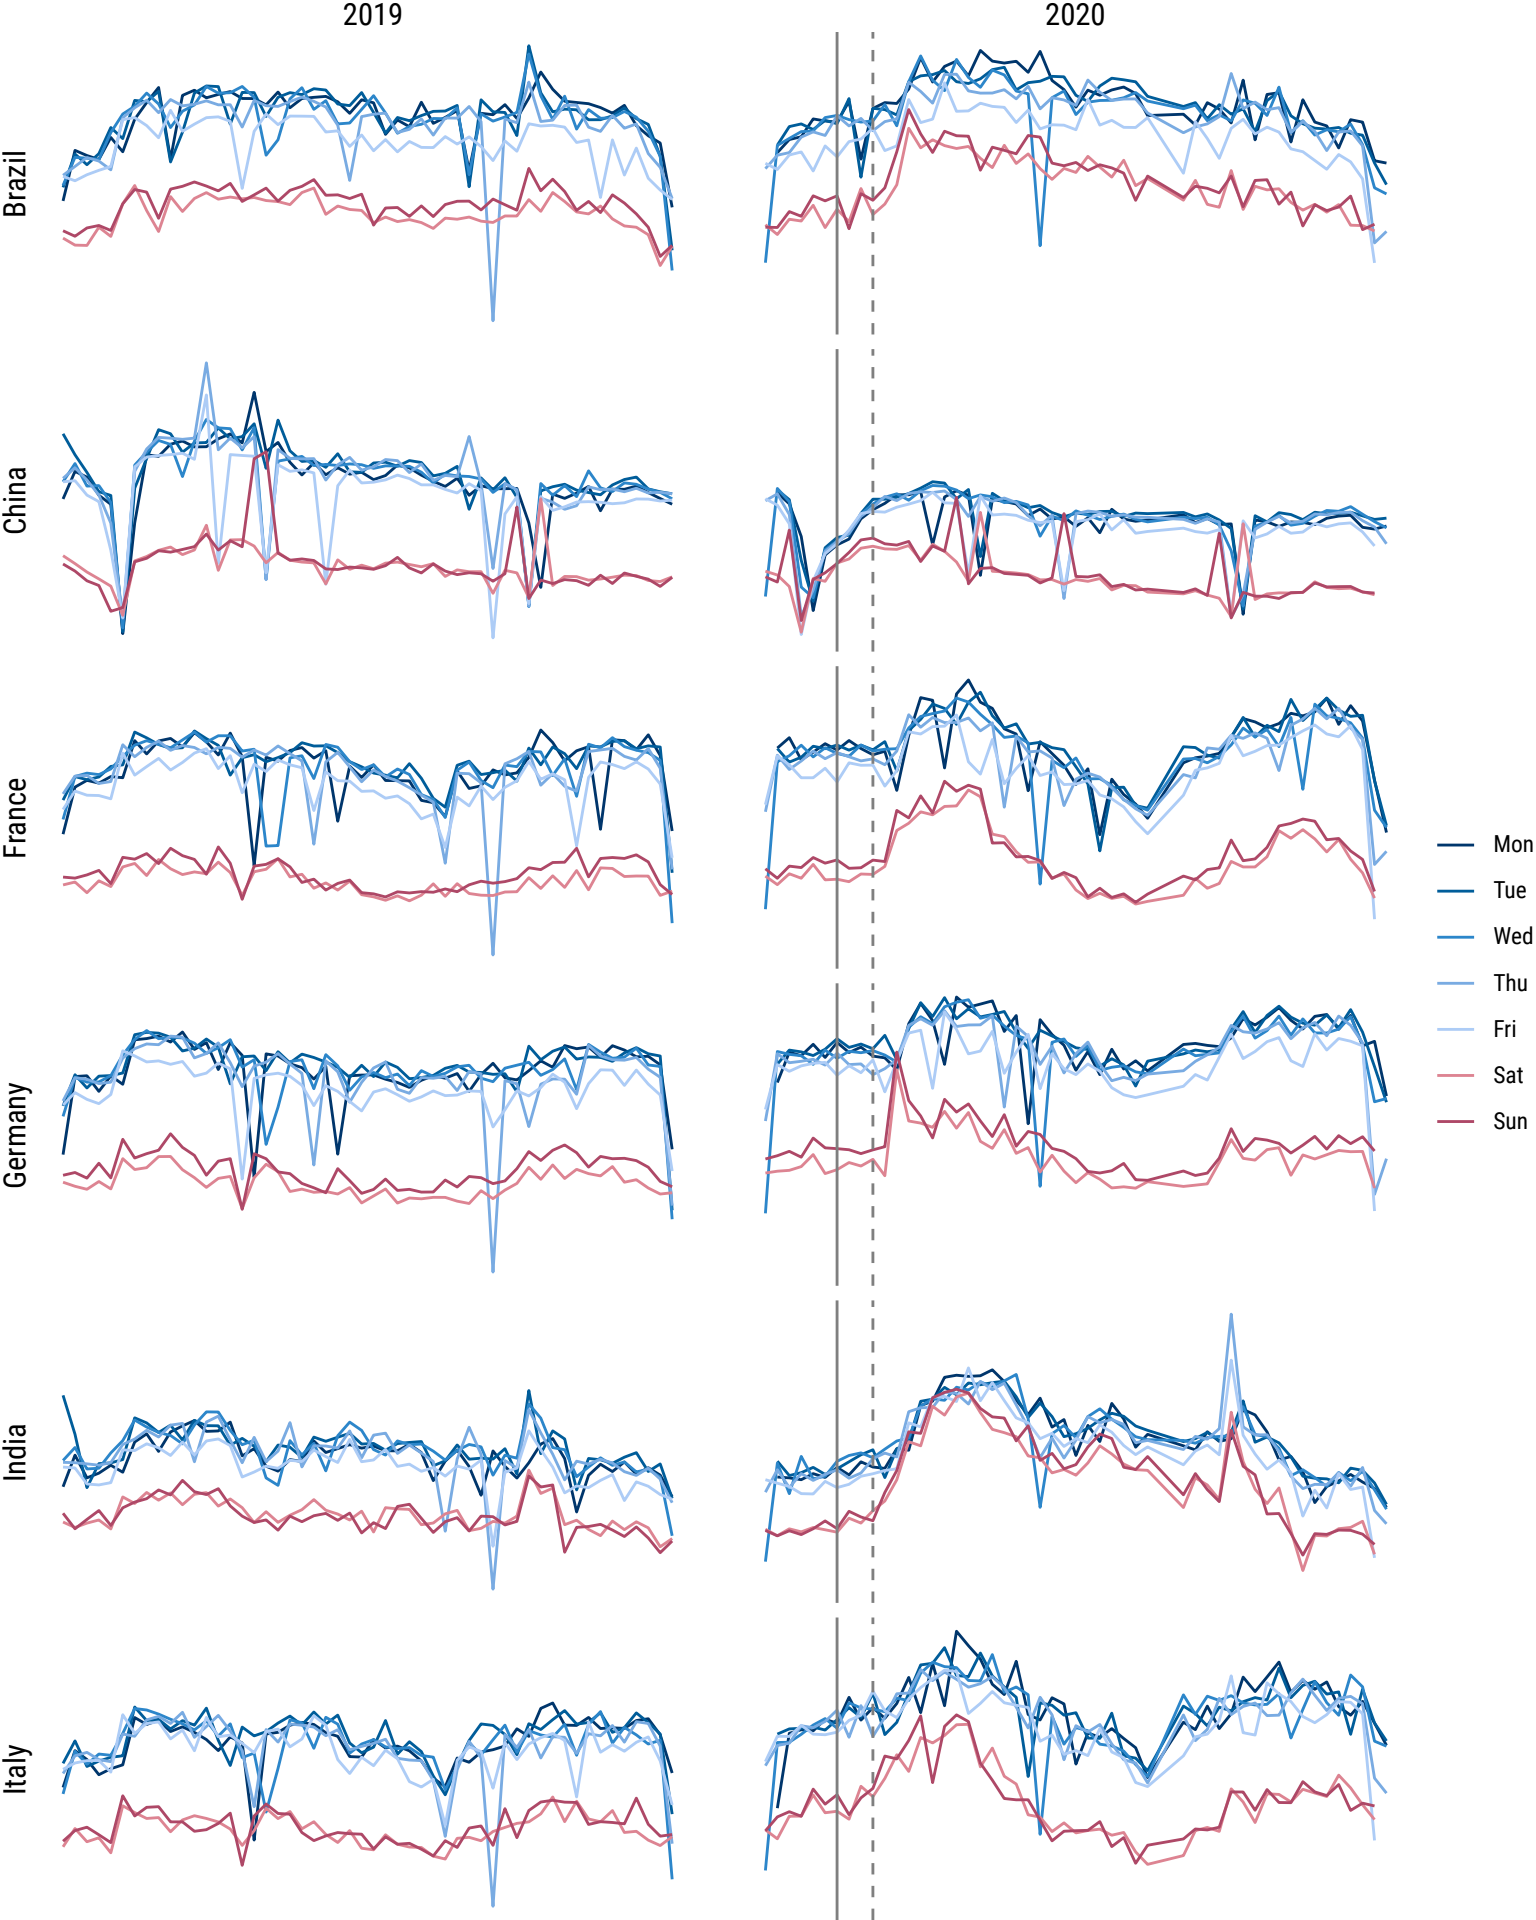 2019
2020
Brazil
China
France
Germany
India
Italy
Mon
Tue
Wed
Thu
Fri
Sat
Sun